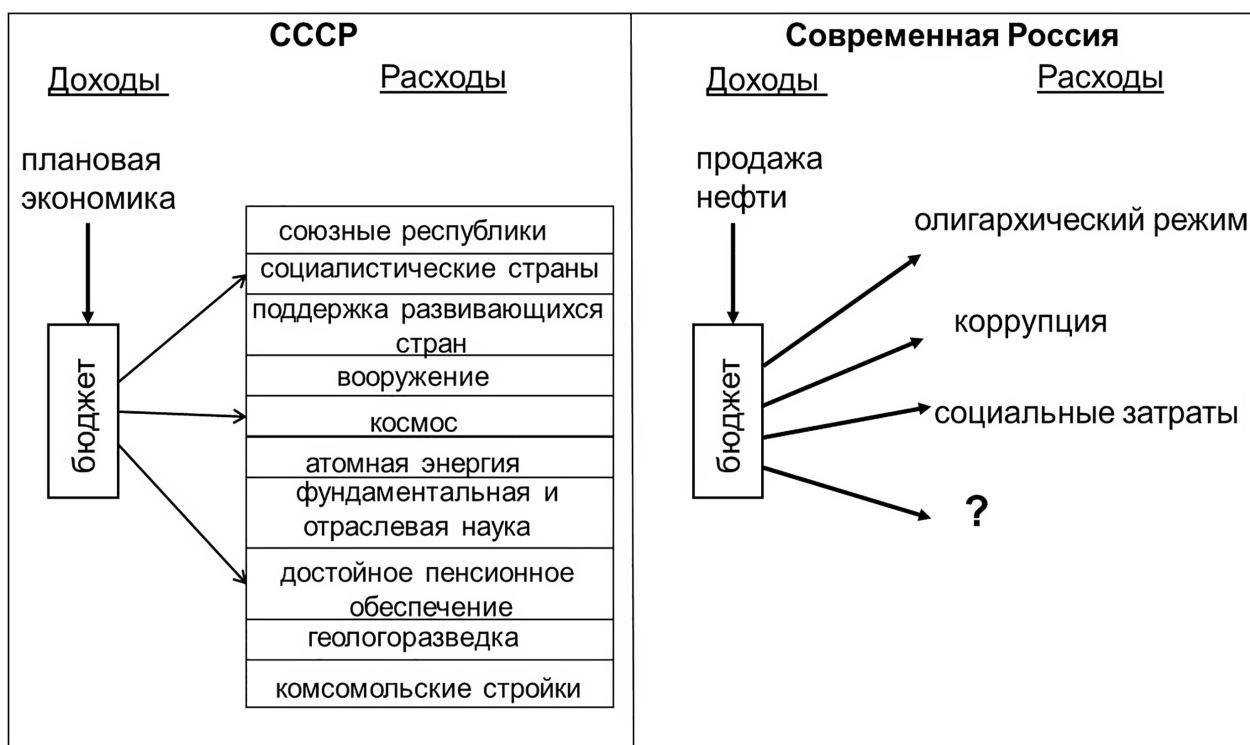 СССР
Доходы
Расходы
плановая
экономика
бюджет
союзные республики
социалистические страны
поддержка развивающихся
стран
вооружение
космос
атомная энергия
фундаментальная и
отраслевая наука
достойное пенсионное
обеспечение
геологоразведка
комсомольские стройки
Современная Россия
Доходы
Расходы
продажа
нефти
бюджет
олигархический режим
коррупция
социальные затраты
?